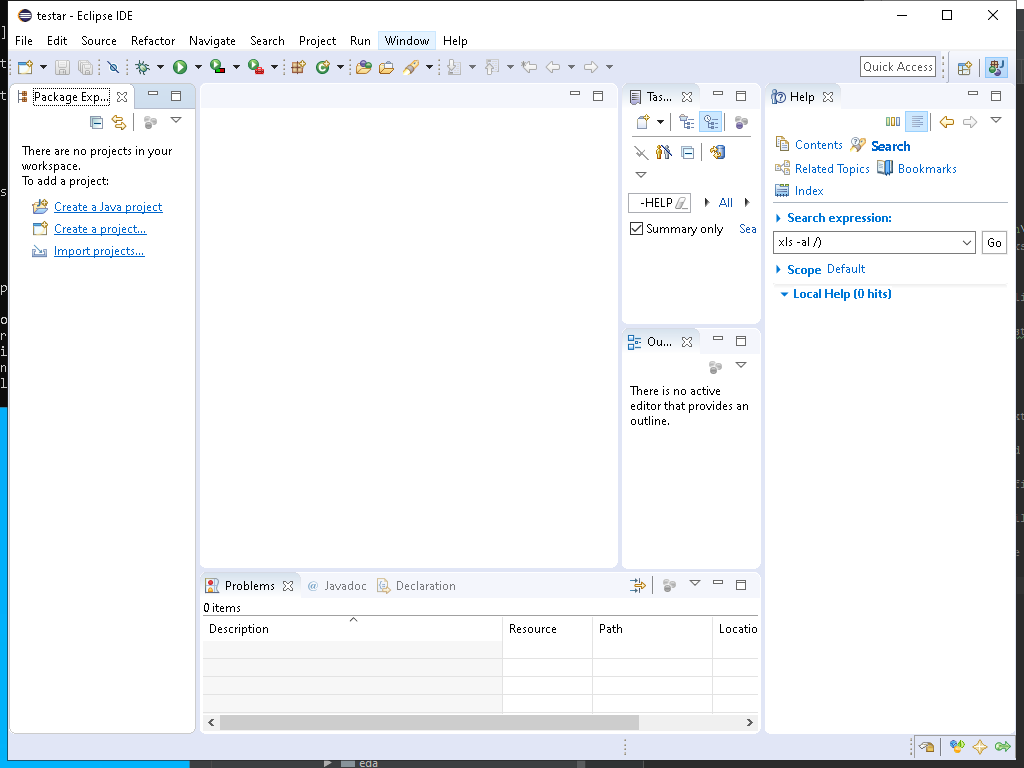 testar - Eclipse IDE
File Edit Source Refactor Navigate Search Project Run Window Help
Quick Access
Package Exp...
There are no projects in your
workspace.
To add a project:
Create a Java project
Create a project...
Import projects...
Tas...
-HELP
All
Summary only
Sea
Ou...
There is no active
editor that provides an
outline.
Help
Contents Search
Related Topics Bookmarks
Index
Search expression:
xls -al /)
Go
Scope Default
Local Help (0 hits)
Problems @ Javadoc Declaration
0 items
Description Resource Path Locatio
eda